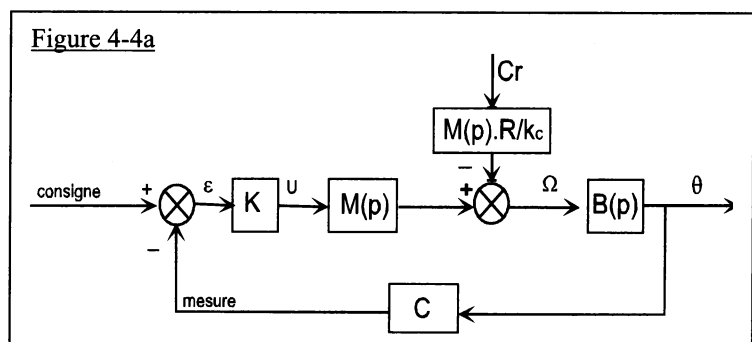 Figure 4-4a
Cr
M(p).R/kc
−
consigne
+
ε
K
U
M(p)
+
Ω
B(p)
θ
−
mesure
C